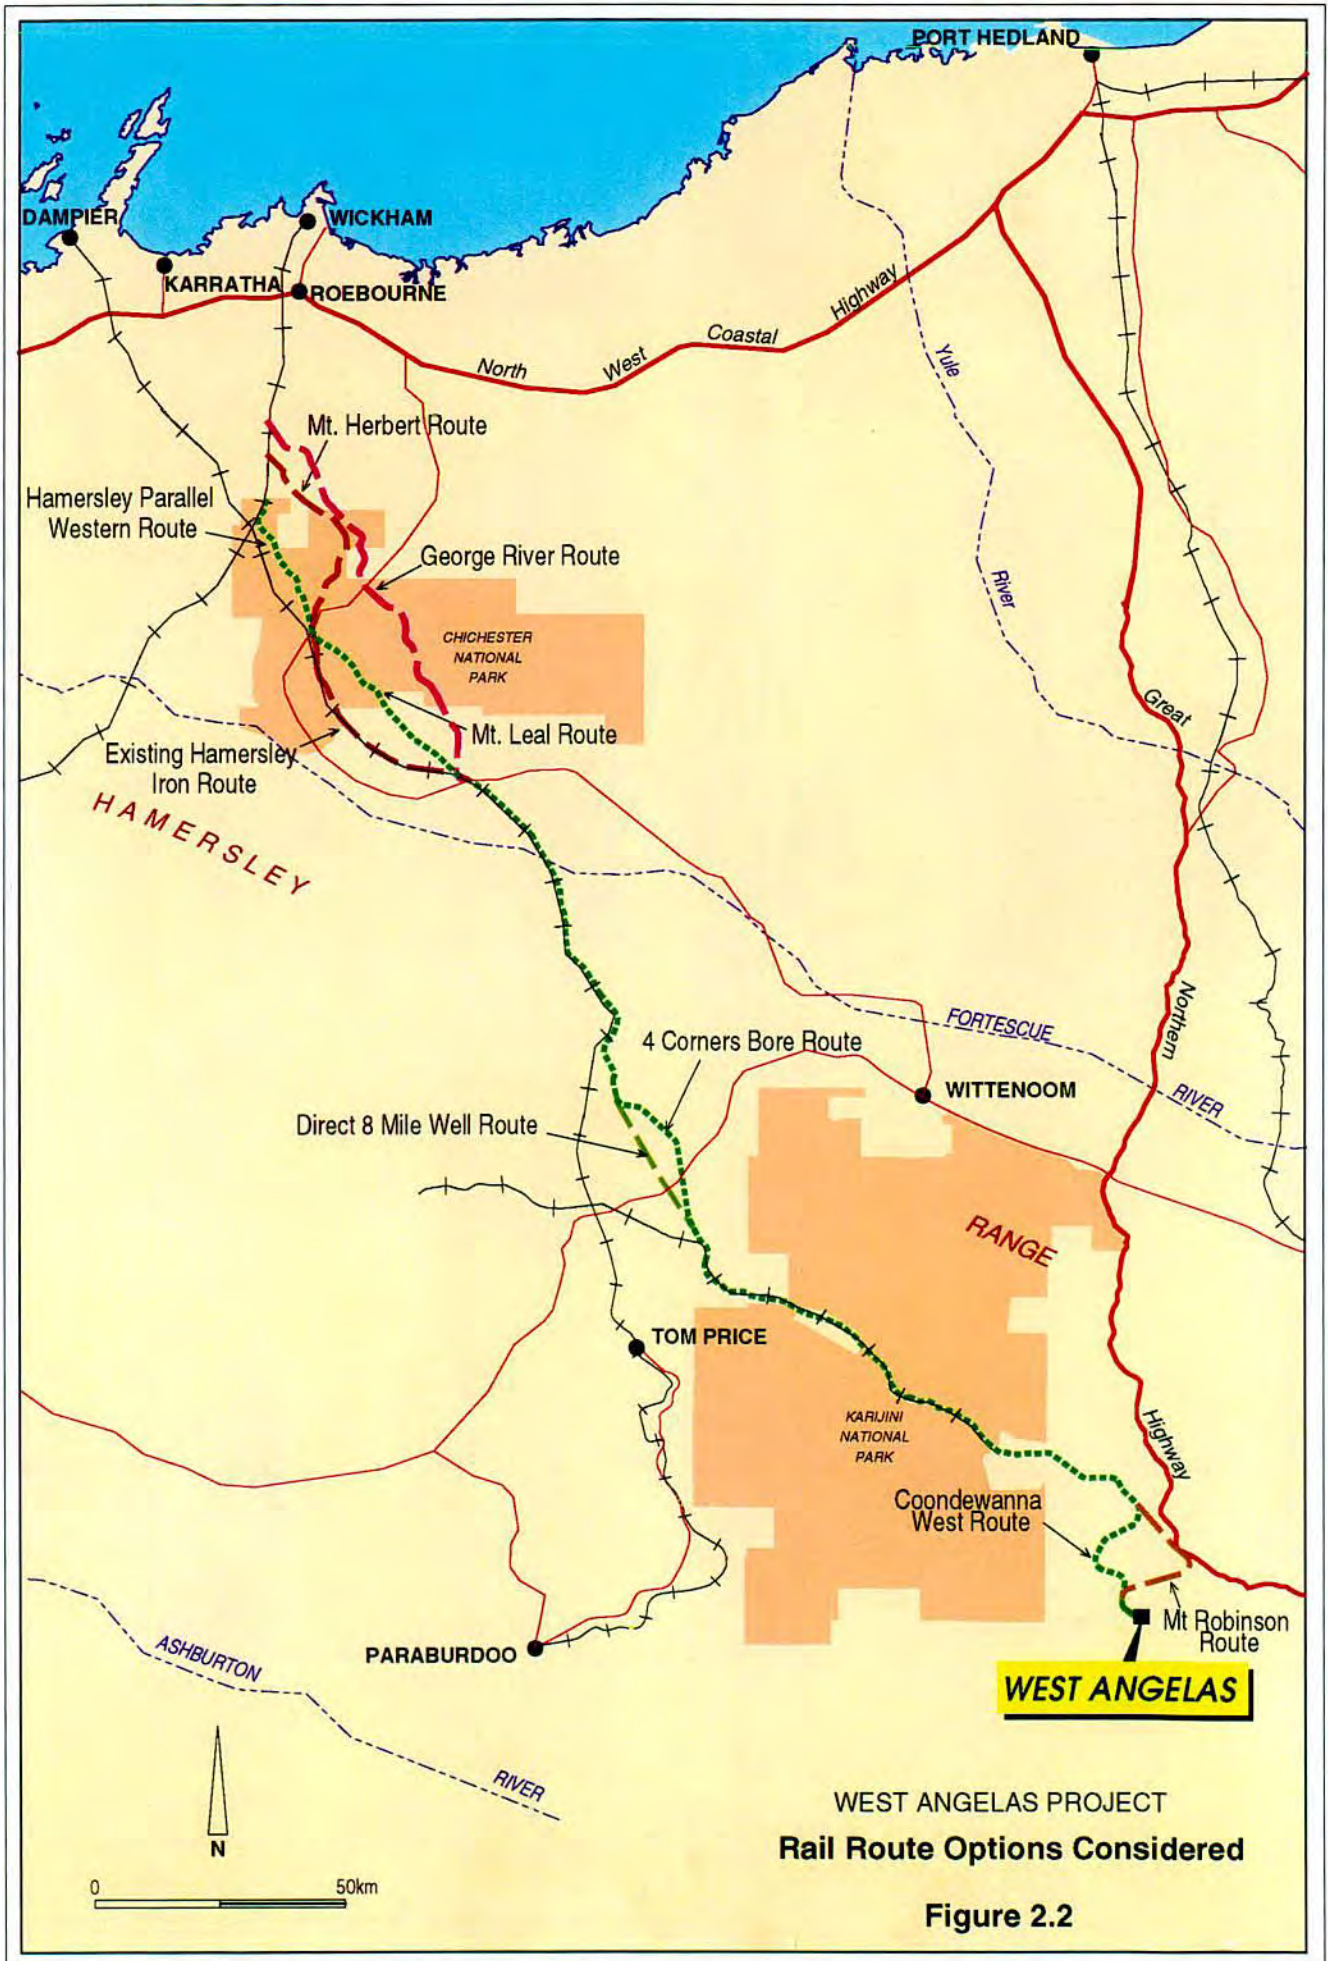 PORT HEDLAND
DAMPIER
WICKHAM
KARRATHA
ROEBOURNE
North
West
Coastal
Highway
Yule
River
Mt. Herbert Route
Hamersley Parallel
Western Route
George River Route
CHICHESTER
NATIONAL
PARK
Great
Northern
Highway
Mt. Leal Route
Existing Hamersley
Iron Route
HAMERSLEY
FORTESCUE
RIVER
4 Corners Bore Route
WITTENOOM
Direct 8 Mile Well Route
RANGE
TOM PRICE
KARIJINI
NATIONAL
PARK
Coondewanna
West Route
Mt Robinson
Route
PARABURDOO
ASHBURTON
RIVER
WEST ANGELAS
N
0
50km
WEST ANGELAS PROJECT
Rail Route Options Considered
Figure 2.2